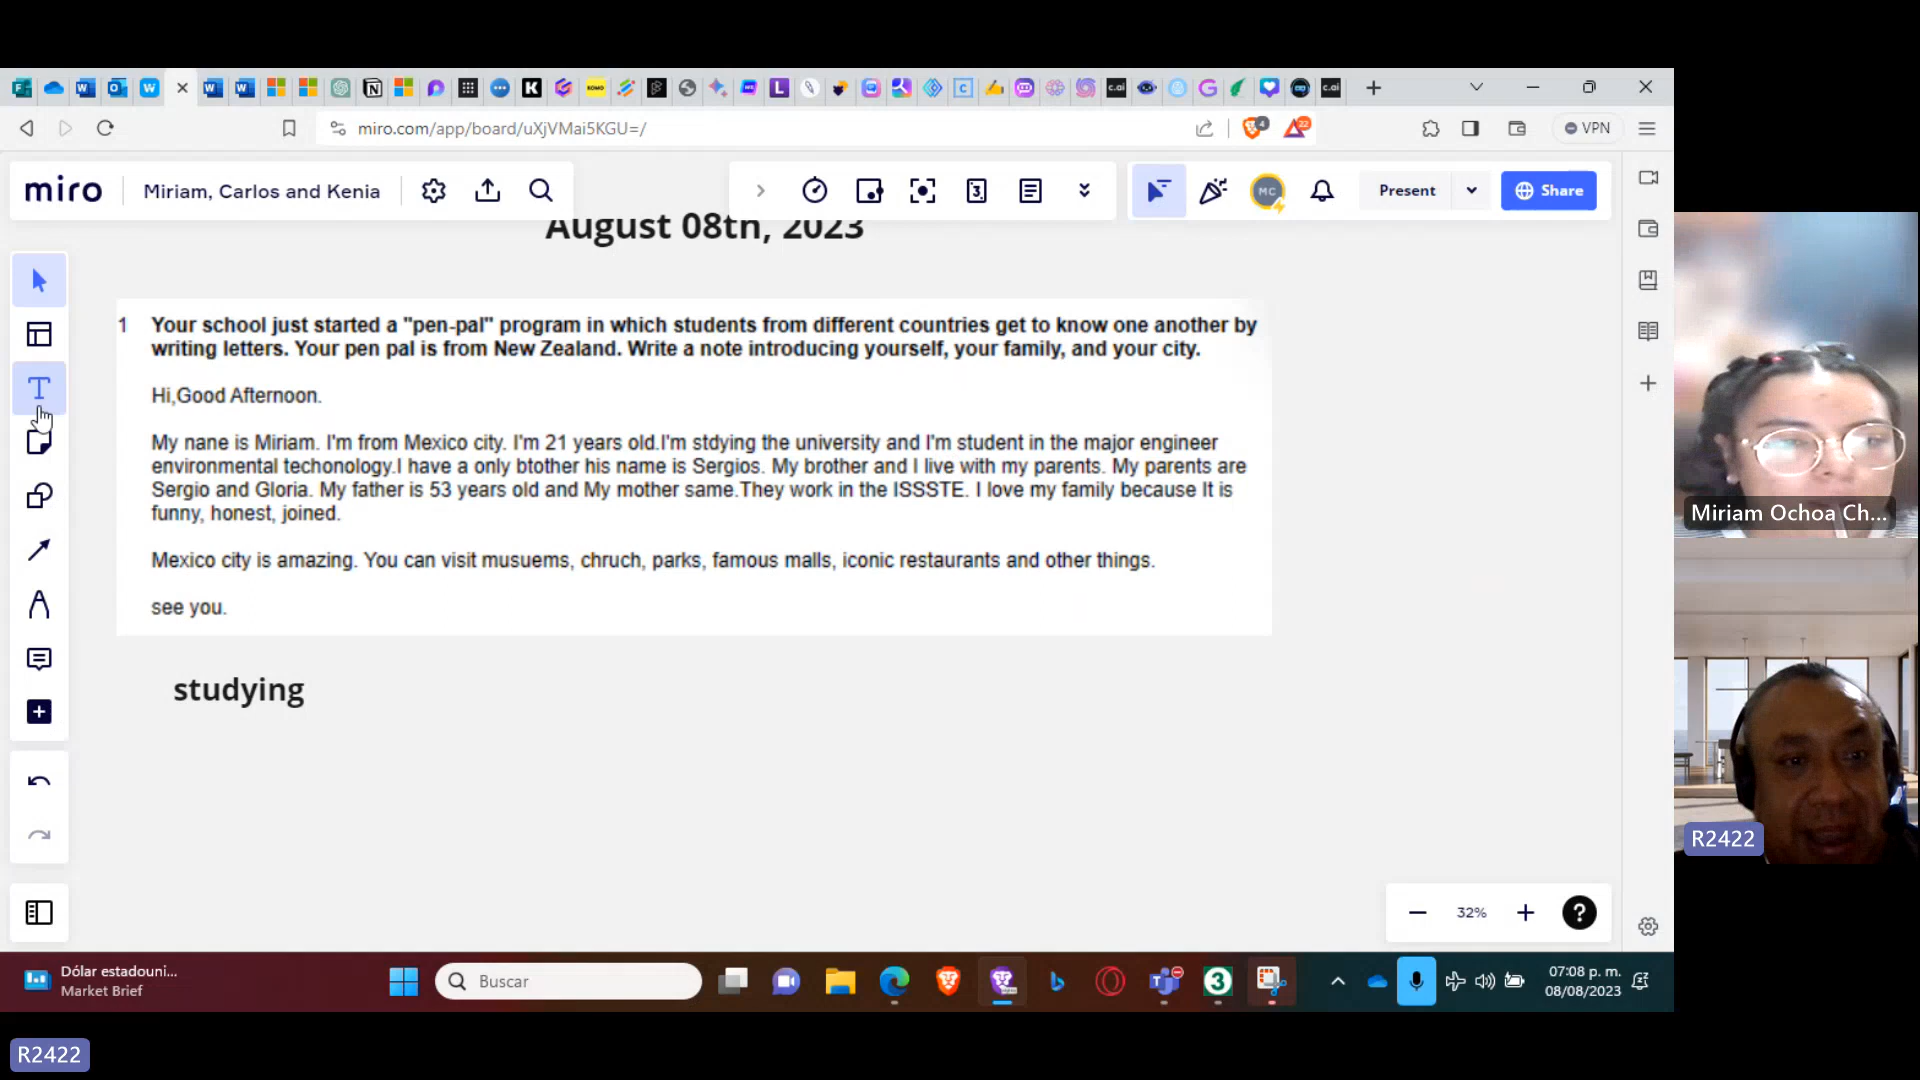 miro.com/app/board/uXjVMai5KGU=/
4
22
VPN
miro
Miriam, Carlos and Kenia
3
MC
Present
Share
August 08th, 2023
1 Your school just started a "pen-pal" program in which students from different countries get to know one another by
writing letters. Your pen pal is from New Zealand. Write a note introducing yourself, your family, and your city.
Hi,Good Afternoon.
My nane is Miriam. I'm from Mexico city. I'm 21 years old.I'm stdying the university and I'm student in the major engineer
environmental techonology.I have a only btother his name is Sergios. My brother and I live with my parents. My parents are
Sergio and Gloria. My father is 53 years old and My mother same.They work in the ISSSTE. I love my family because It is
funny, honest, joined.
Mexico city is amazing. You can visit musuems, chruch, parks, famous malls, iconic restaurants and other things.
see you.
studying
32%
?
Miriam Ochoa Ch...
R2422
Dólar estadouni...
Market Brief
Buscar
3
07:08 p. m.
08/08/2023
R2422